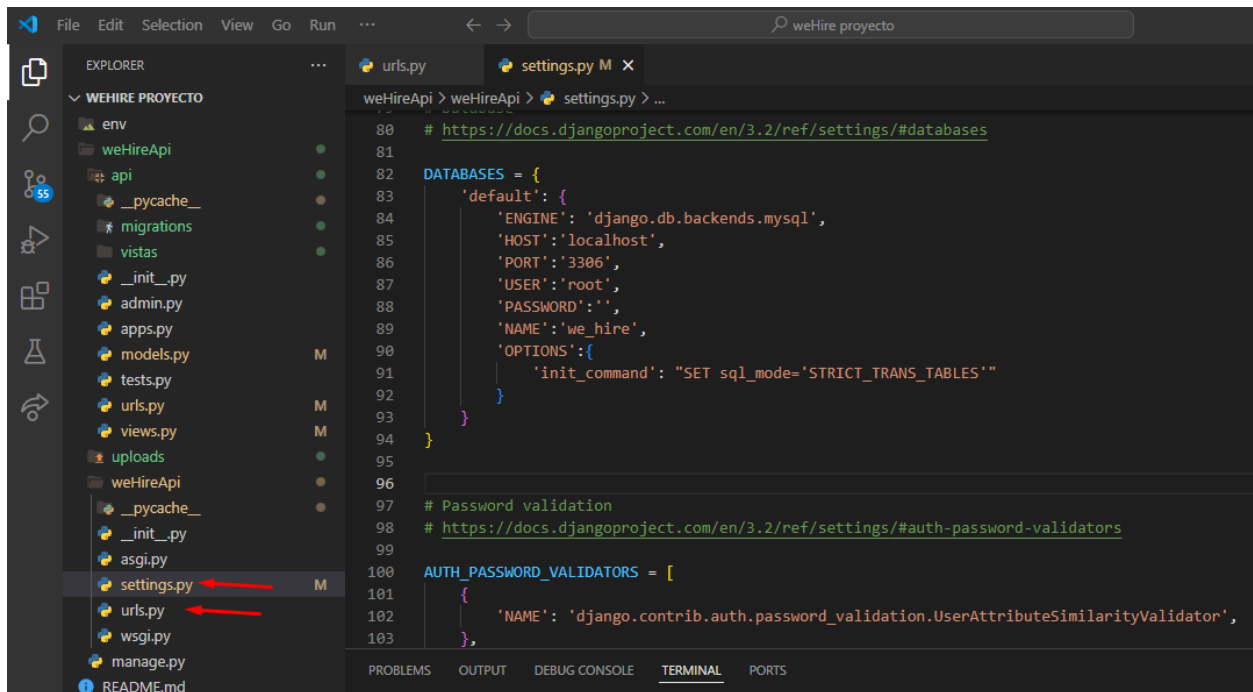 File Edit Selection View Go Run ...
weHire proyecto
EXPLORER
WEHIRE PROYECTO
env
weHireApi
api
__pycache__
migrations
vistas
__init__.py
admin.py
apps.py
models.py M
tests.py
urls.py M
views.py M
uploads
weHireApi
__pycache__
__init__.py
asgi.py
settings.py M
urls.py
wsgi.py
manage.py
README.md
55
urls.py
settings.py M
weHireApi > weHireApi > settings.py > ...
79 # Database
80 # https://docs.djangoproject.com/en/3.2/ref/settings/#databases
81
82 DATABASES = {
83 'default': {
84 'ENGINE': 'django.db.backends.mysql',
85 'HOST':'localhost',
86 'PORT':'3306',
87 'USER':'root',
88 'PASSWORD':'',
89 'NAME':'we_hire',
90 'OPTIONS':{
91 'init_command': "SET sql_mode='STRICT_TRANS_TABLES'"
92 }
93 }
94 }
95
96
97 # Password validation
98 # https://docs.djangoproject.com/en/3.2/ref/settings/#auth-password-validators
99
100 AUTH_PASSWORD_VALIDATORS = [
101 {
102 'NAME': 'django.contrib.auth.password_validation.UserAttributeSimilarityValidator',
103 },
PROBLEMS OUTPUT DEBUG CONSOLE TERMINAL PORTS